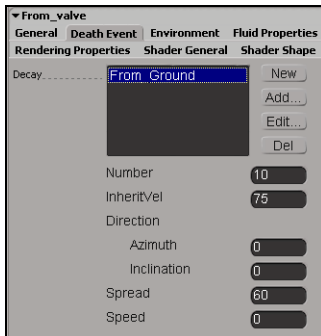 From_valve
General Death Event Environment Fluid Properties
Rendering Properties Shader General Shader Shape
Decay From_Ground New
Add...
Edit...
Del
Number 10
InheritVel 75
Direction
Azimuth 0
Inclination 0
Spread 60
Speed 0